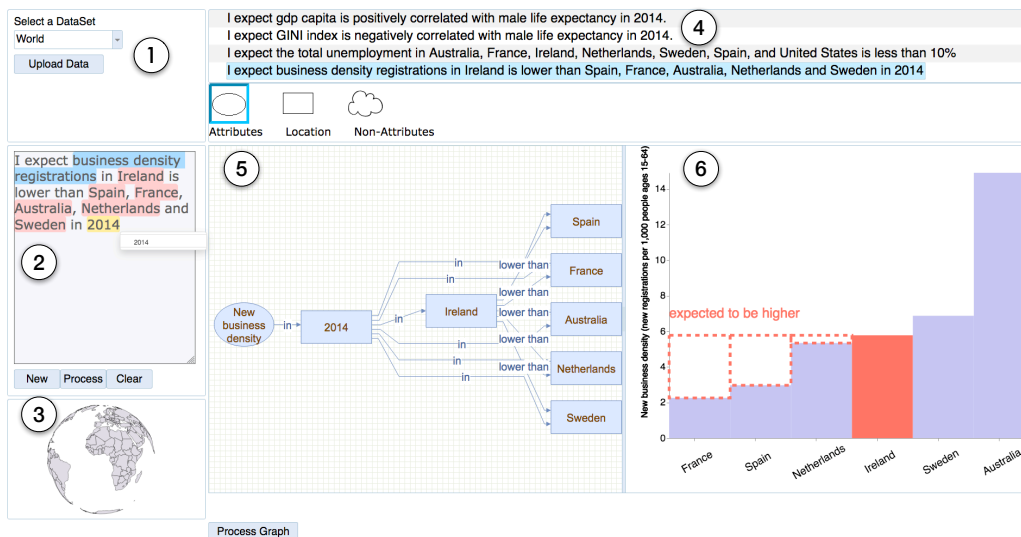 Select a DataSet
World
Upload Data
1
I expect gdp capita is positively correlated with male life expectancy in 2014.
I expect GINI index is negatively correlated with male life expectancy in 2014.
I expect the total unemployment in Australia, France, Ireland, Netherlands, Sweden, Spain, and United States is less than 10%
I expect business density registrations in Ireland is lower than Spain, France, Australia, Netherlands and Sweden in 2014
4
Attributes
Location
Non-Attributes
I expect business density
registrations in Ireland is
lower than Spain, France,
Australia, Netherlands and
Sweden in 2014
2014
2
New
Process
Clear
3
5
New
business
density
in
2014
in
in
in
in
in
in
Ireland
lower than
lower than
lower than
lower than
lower than
Spain
France
Australia
Netherlands
Sweden
6
New business density (new registrations per 1,000 people ages 15-64)
14
12
10
8
6
4
2
0
expected to be higher
France
Spain
Netherlands
Ireland
Sweden
Australia
Process Graph